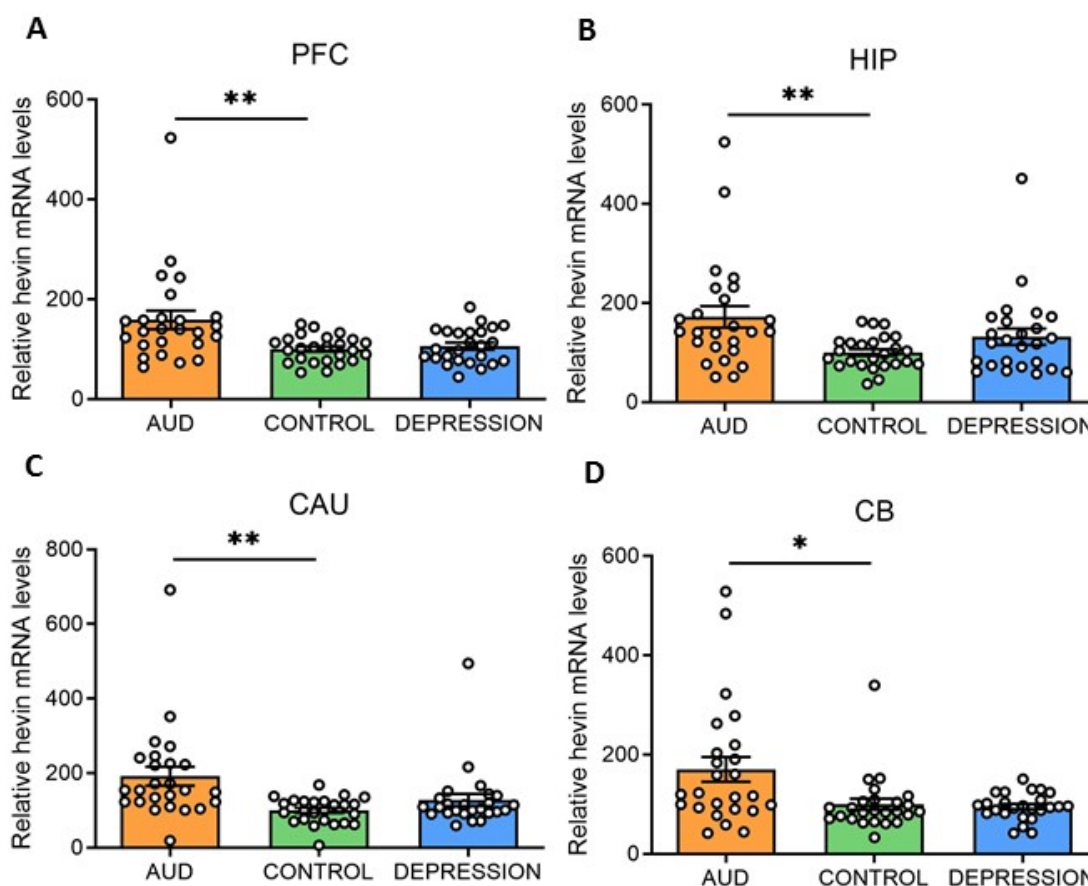 A
PFC
Relative hevin mRNA levels
600
400
200
0
**
AUD
CONTROL
DEPRESSION
B
HIP
Relative hevin mRNA levels
600
400
200
0
**
AUD
CONTROL
DEPRESSION
C
CAU
Relative hevin mRNA levels
800
600
400
200
0
**
AUD
CONTROL
DEPRESSION
D
CB
Relative hevin mRNA levels
600
400
200
0
*
AUD
CONTROL
DEPRESSION